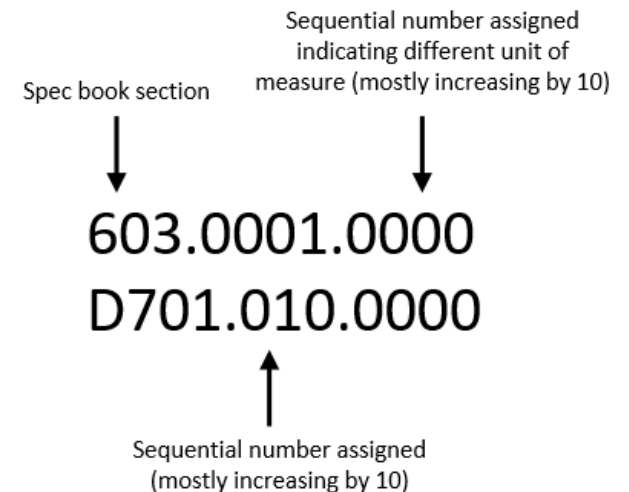 Sequential number assigned
indicating different unit of
measure (mostly increasing by 10)
Spec book section
603.0001.0000
D701.010.0000
Sequential number assigned
(mostly increasing by 10)